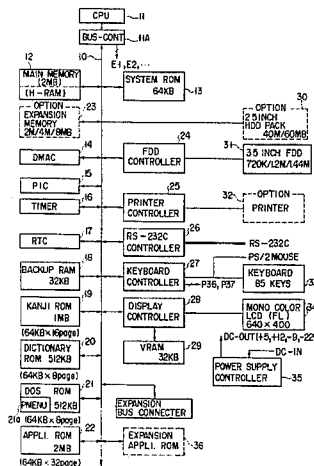 CPU
11
BUS-CONT
11A
10
E1, E2, ...
12
MAIN MEMORY
(2MB)
(H-RAM)
SYSTEM ROM
64KB
13
OPTION
EXPANSION
MEMORY
2M/4M/8MB
23
OPTION
2.5 INCH
HDD PACK
40M/60MB
30
14
DMAC
24
FDD
CONTROLLER
31
3.5 INCH FDD
720K/1.2M/1.44M
15
PIC
16
TIMER
25
PRINTER
CONTROLLER
32
OPTION
PRINTER
17
RTC
26
RS-232C
CONTROLLER
RS-232C
PS/2 MOUSE
18
BACKUP RAM
32KB
27
KEYBOARD
CONTROLLER
P36, P37
KEYBOARD
85 KEYS
19
KANJI ROM
1MB
(64KB×16page)
28
DISPLAY
CONTROLLER
MONO COLOR
LCD (FL)
640×400
34
20
DICTIONARY
ROM 512KB
(64KB×8page)
VRAM
32KB
29
DC-IN
POWER SUPPLY
CONTROLLER
35
21
DOS ROM
PMENU
512KB
21a
(64KB×8page)
EXPANSION
BUS CONNECTER
22
APPLI. ROM
2MB
(64KB×32page)
EXPANSION
APPLI. ROM
36